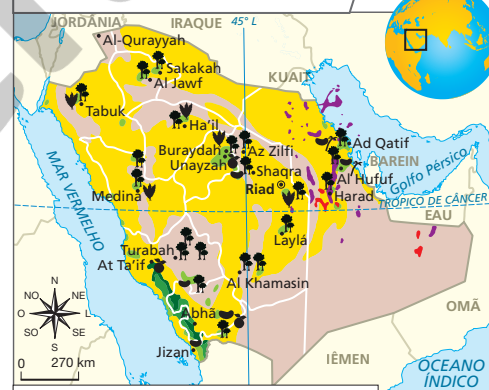 JORDÂNIA
IRAQUE
45° L
Al-Qurayyah
Sakakah
Al Jawf
KUAIT
Tabuk
Ha'il
Buraydah
Az Zilfi
Ad Qatif
Unayzah
Shaqra
BAREIN
Golfo Pérsico
Medina
Riad
Al Hufuf
Harad
TRÓPICO DE CÂNCER
MAR VERMELHO
EAU
Laylá
Turabah
At Ta'if
Al Khamasin
N
NO
NE
O
L
SO
SE
S
Abhã
OMÃ
0 270 km
Jizan
IÊMEN
OCEANO
ÍNDICO